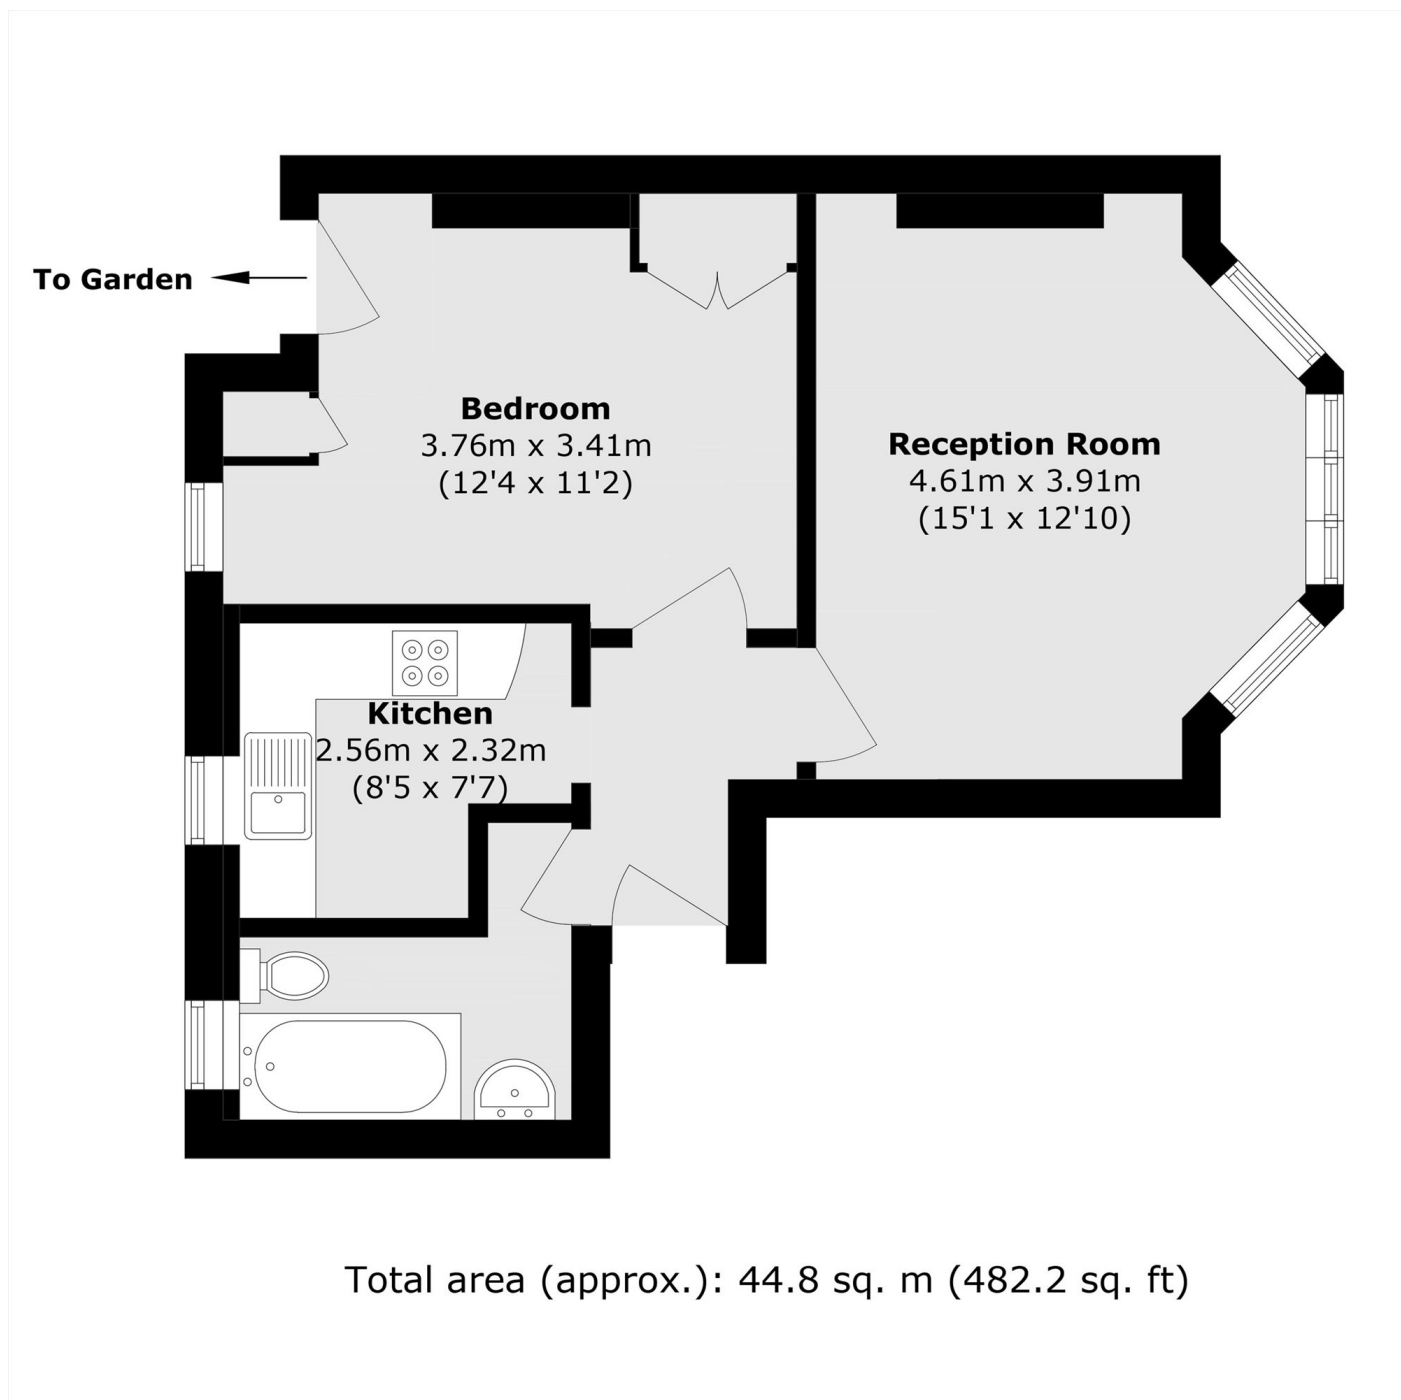 To Garden
Bedroom
3.76m x 3.41m
(12'4 x 11'2)
Reception Room
4.61m x 3.91m
(15'1 x 12'10)
Kitchen
2.56m x 2.32m
(8'5 x 7'7)
Total area (approx.): 44.8 sq. m (482.2 sq. ft)